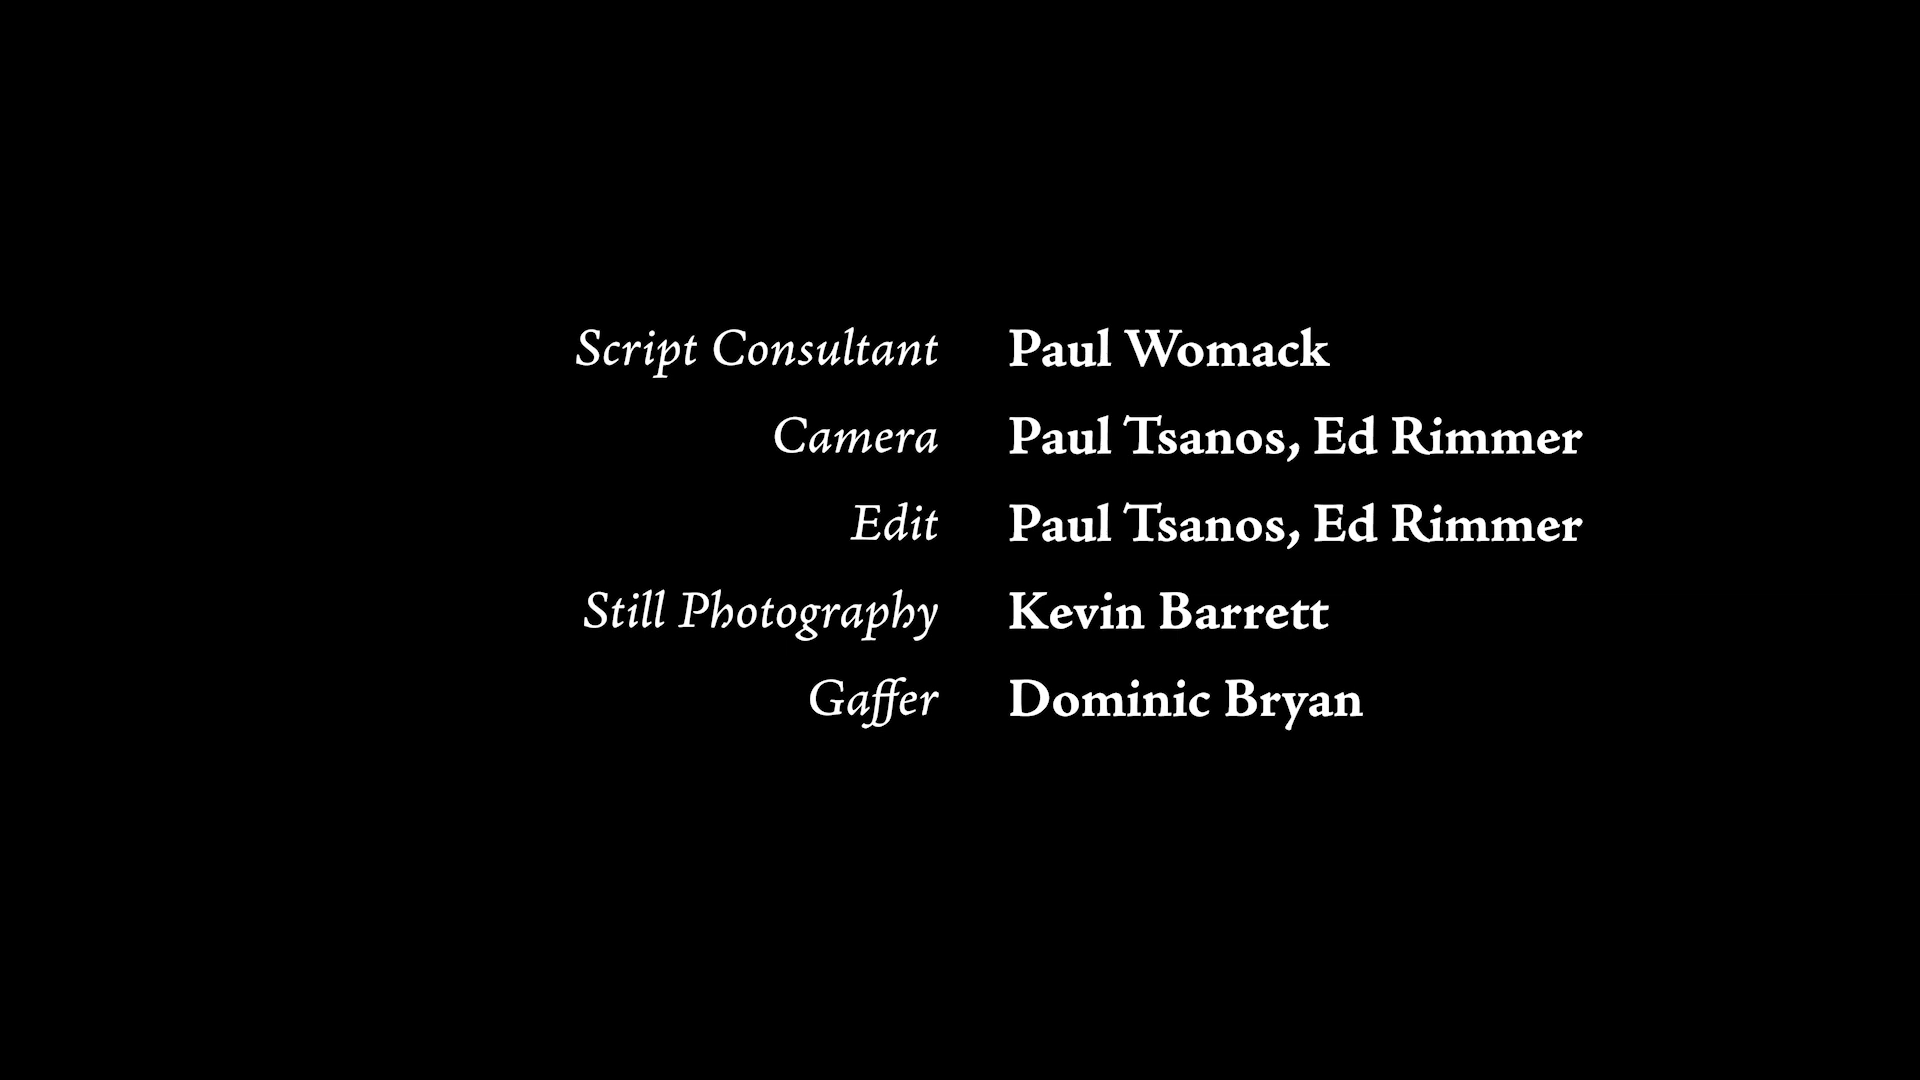 Script Consultant Paul Womack
Camera Paul Tsanos, Ed Rimmer
Edit Paul Tsanos, Ed Rimmer
Still Photography Kevin Barrett
Gaffer Dominic Bryan